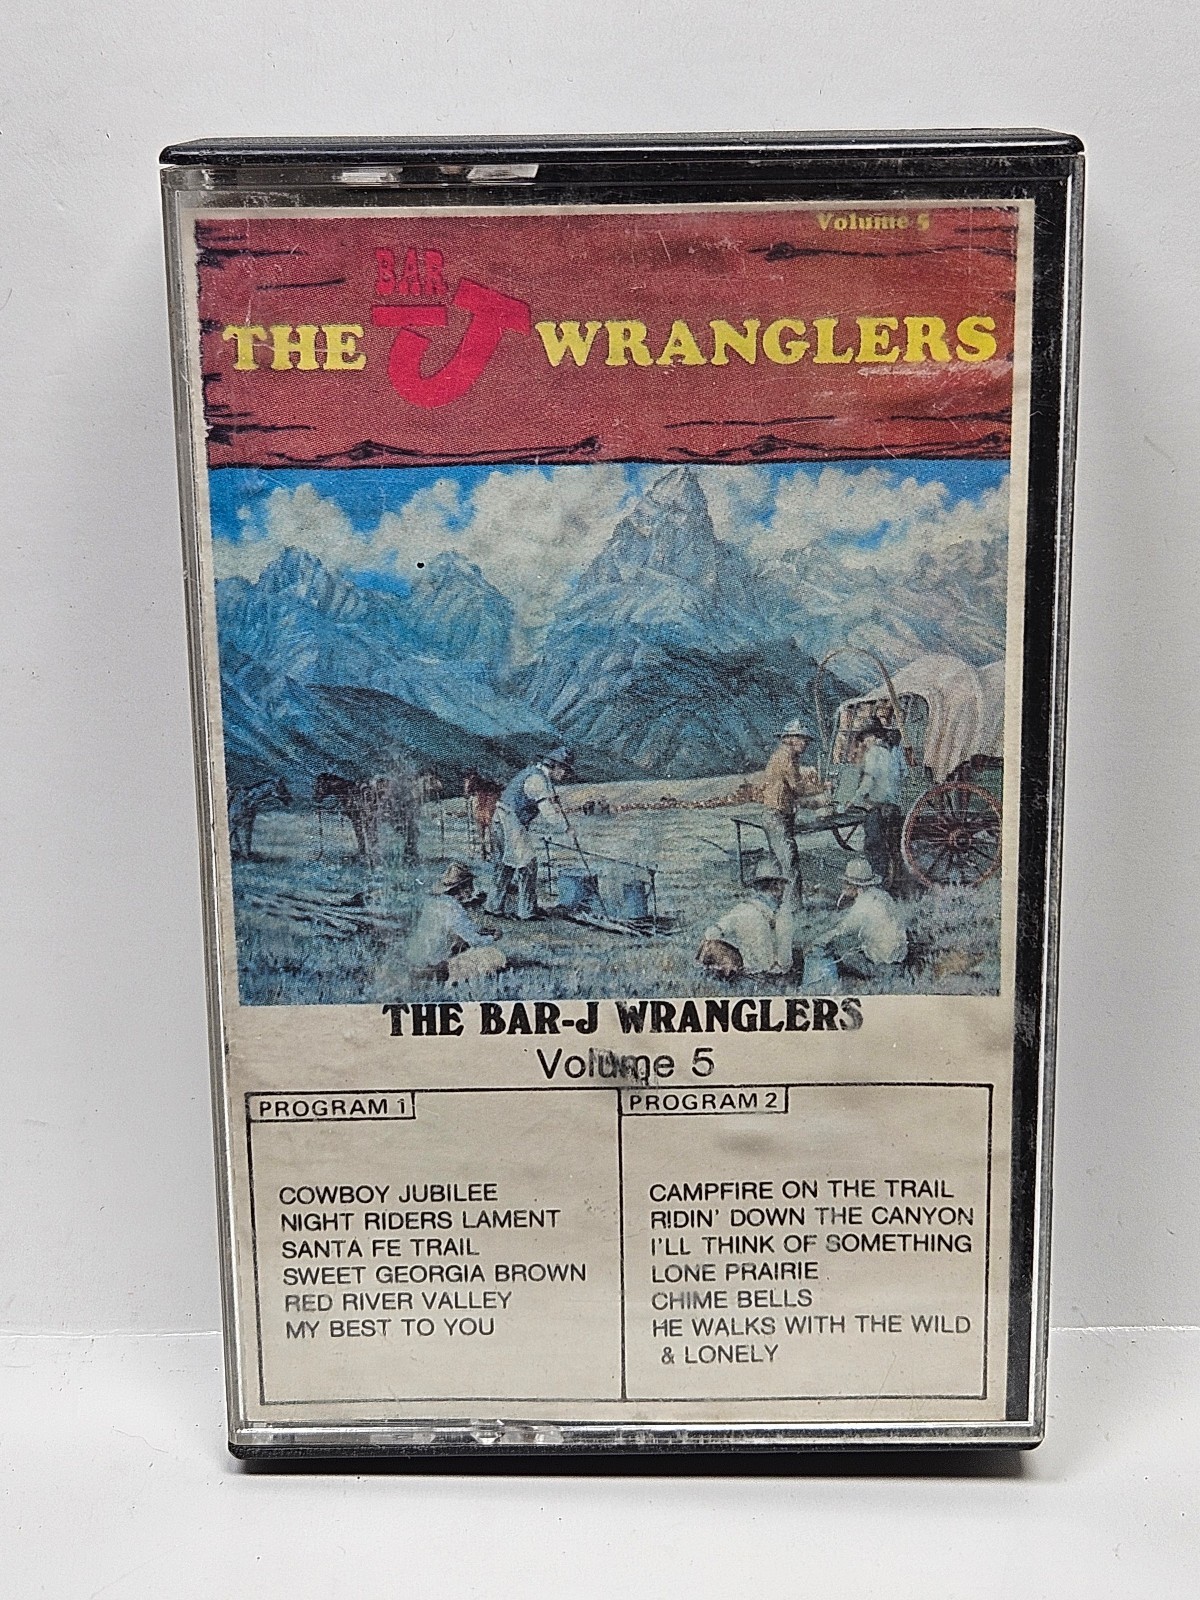 Volume 5
THE BAR J WRANGLERS
THE BAR-J WRANGLERS
Volume 5
PROGRAM 1
COWBOY JUBILEE
NIGHT RIDERS LAMENT
SANTA FE TRAIL
SWEET GEORGIA BROWN
RED RIVER VALLEY
MY BEST TO YOU
PROGRAM 2
CAMPFIRE ON THE TRAIL
RIDIN' DOWN THE CANYON
I'LL THINK OF SOMETHING
LONE PRAIRIE
CHIME BELLS
HE WALKS WITH THE WILD
& LONELY